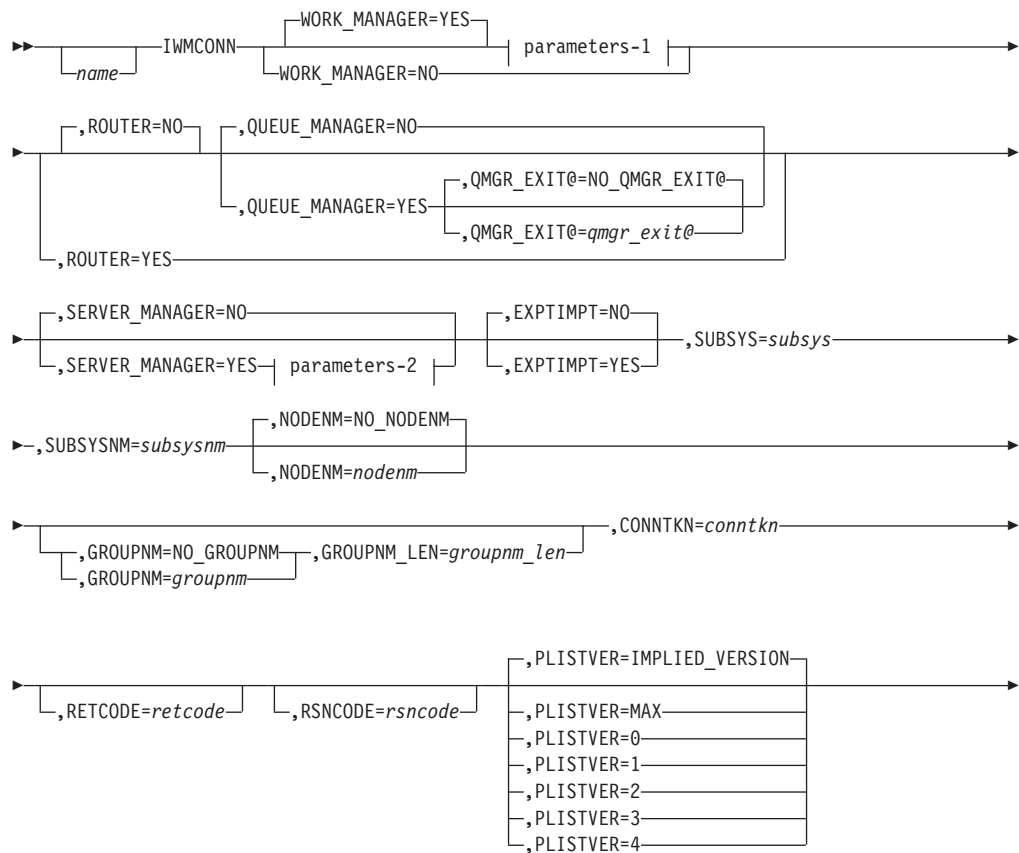 WORK_MANAGER=YES
name IWMCONN parameters-1
WORK_MANAGER=NO
,ROUTER=NO ,QUEUE_MANAGER=NO
,QMGR_EXIT@=NO_QMGR_EXIT@
,QUEUE_MANAGER=YES
,QMGR_EXIT@=qmgr_exit@
,ROUTER=YES
,SERVER_MANAGER=NO ,EXPTIMPT=NO
,SUBSYS=subsys
,SERVER_MANAGER=YES parameters-2 ,EXPTIMPT=YES
,NODENM=NO_NODENM
,SUBSYSNM=subsysnm
,NODENM=nodenm
,CONNTKN=conntkn
,GROUPNM=NO_GROUPNM ,GROUPNM_LEN=groupnm_len
,GROUPNM=groupnm
,PLISTVER=IMPLIED_VERSION
,RETCODE=retcode ,RSNCODE=rsncode
,PLISTVER=MAX
,PLISTVER=0
,PLISTVER=1
,PLISTVER=2
,PLISTVER=3
,PLISTVER=4